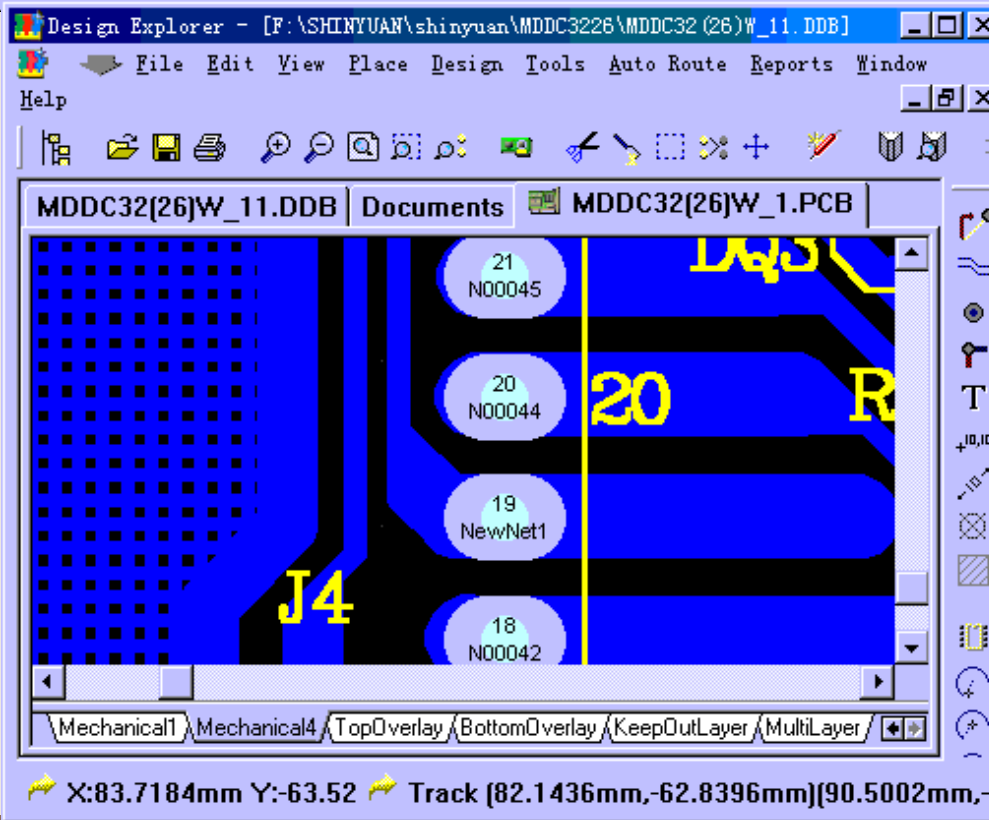 Design Explorer - [F:\SHINYUAN\shinyuan\MDDC3226\MDDC32(26)W_11.DDB]
File Edit View Place Design Tools Auto Route Reports Window
Help
MDDC32(26)W_11.DDB Documents MDDC32(26)W_1.PCB
21
N00045
DQ3
20
N00044
20
R
19
NewNet1
J4
18
N00042
T
Mechanical1 Mechanical4 TopOverlay BottomOverlay KeepOutLayer MultiLayer
X:83.7184mm Y:-63.52 Track (82.1436mm,-62.8396mm)(90.5002mm,-